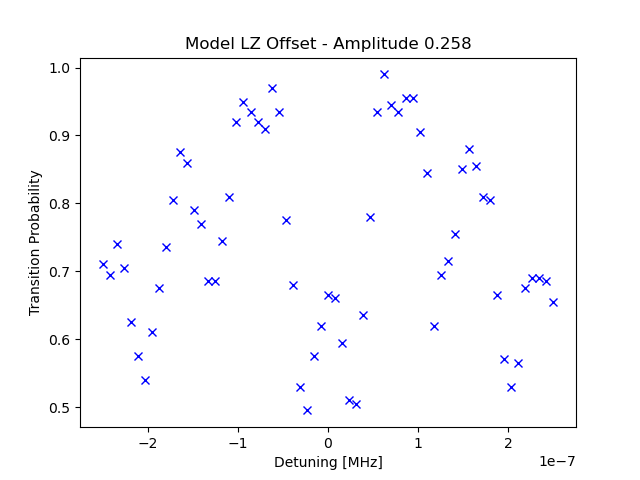 Model LZ Offset - Amplitude 0.258
1.0
0.9
0.8
0.7
0.6
0.5
Transition Probability
−2 −1 0 1 2
1e−7
Detuning [MHz]